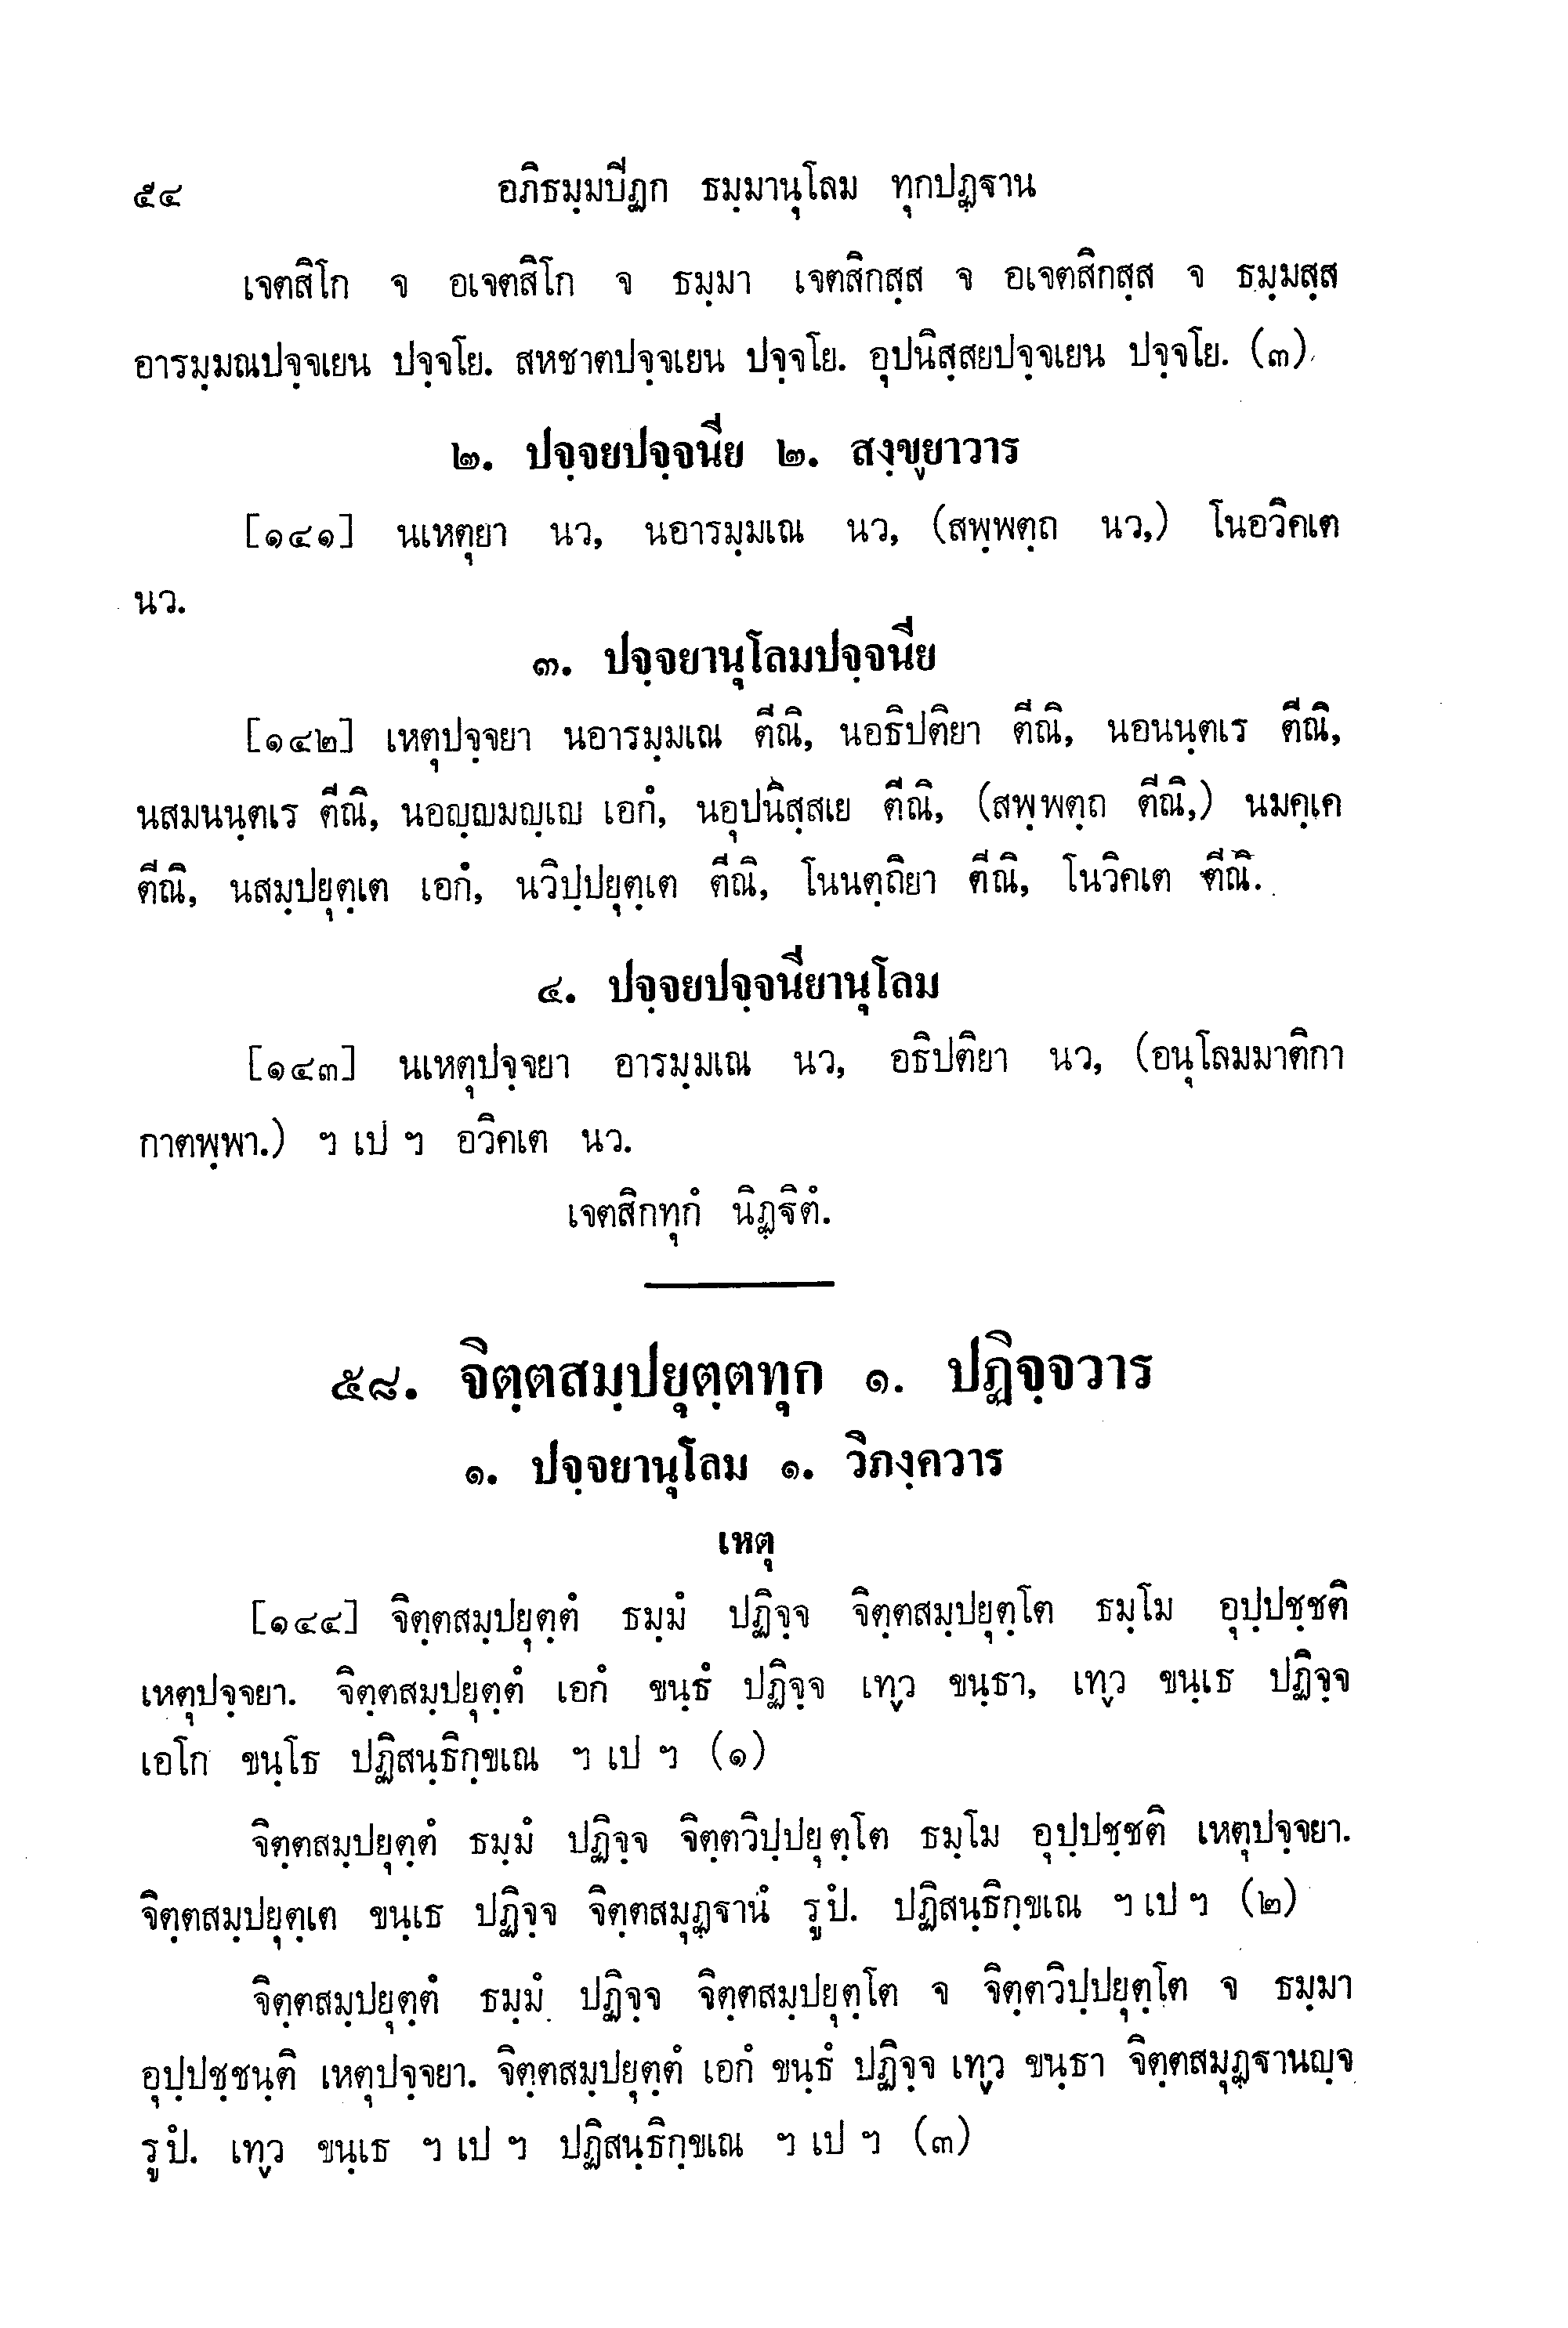 ๕๔ อภิธมฺมปีฏก ธมฺมานุโลม ทุกปฏฺฐาน
เจตสิโก จ อเจตสิโก จ ธมฺมา เจตสิกสฺส จ อเจตสิกสฺส จ ธมฺมสฺส
อารมฺมณปจฺจเยน ปจฺจโย. สหชาตปจฺจเยน ปจฺจโย. อุปนิสฺสยปจฺจเยน ปจฺจโย. (๓)
๒. ปจฺจยปจฺจนีย ๒. สงฺขฺยาวาร
[๑๔๑] นเหตุยา นว, นอารมฺมเณ นว, (สพฺพตฺถ นว,) โนอวิคเต
นว.
๓. ปจฺจยานุโลมปจฺจนีย
[๑๔๒] เหตุปจฺจยา นอารมฺมเณ ตีณิ, นอธิปติยา ตีณิ, นอนนฺตเร ตีณิ,
นสมนนฺตเร ตีณิ, นอญฺญมญฺเญ เอกํ, นอุปนิสฺสเย ตีณิ, (สพฺพตฺถ ตีณิ,) นมคฺเค
ตีณิ, นสมฺปยุตฺเต เอกํ, นวิปฺปยุตฺเต ตีณิ, โนนตฺถิยา ตีณิ, โนวิคเต ตีณิ.
๔. ปจฺจยปจฺจนียานุโลม
[๑๔๓] นเหตุปจฺจยา อารมฺมเณ นว, อธิปติยา นว, (อนุโลมมาติกา
กาตพฺพา.) ฯ เป ฯ อวิคเต นว.
เจตสิกทุกํ นิฏฺฐิตํ.
๕๘. จิตฺตสมฺปยุตฺตทุก ๑. ปฏิจฺจวาร
๑. ปจฺจยานุโลม ๑. วิภงฺควาร
เหตุ
[๑๔๔] จิตฺตสมฺปยุตฺตํ ธมฺมํ ปฏิจฺจ จิตฺตสมฺปยุตฺโต ธมฺโม อุปฺปชฺชติ
เหตุปจฺจยา. จิตฺตสมฺปยุตฺตํ เอกํ ขนฺธํ ปฏิจฺจ เทฺว ขนฺธา, เทฺว ขนฺเธ ปฏิจฺจ
เอโก ขนฺโธ ปฏิสนฺธิกฺขเณ ฯ เป ฯ (๑)
จิตฺตสมฺปยุตฺตํ ธมฺมํ ปฏิจฺจ จิตฺตวิปฺปยุตฺโต ธมฺโม อุปฺปชฺชติ เหตุปจฺจยา.
จิตฺตสมฺปยุตฺเต ขนฺเธ ปฏิจฺจ จิตฺตสมุฏฺฐานํ รูปํ. ปฏิสนฺธิกฺขเณ ฯ เป ฯ (๒)
จิตฺตสมฺปยุตฺตํ ธมฺมํ ปฏิจฺจ จิตฺตสมฺปยุตฺโต จ จิตฺตวิปฺปยุตฺโต จ ธมฺมา
อุปฺปชฺชนฺติ เหตุปจฺจยา. จิตฺตสมฺปยุตฺตํ เอกํ ขนฺธํ ปฏิจฺจ เทฺว ขนฺธา จิตฺตสมุฏฺฐานญฺจ
รูปํ. เทฺว ขนฺเธ ฯ เป ฯ ปฏิสนฺธิกฺขเณ ฯ เป ฯ (๓)